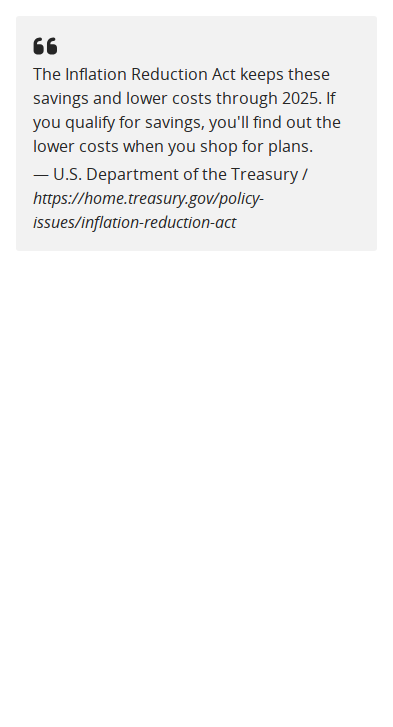 The Inflation Reduction Act keeps these
savings and lower costs through 2025. If
you qualify for savings, you'll find out the
lower costs when you shop for plans.
— U.S. Department of the Treasury /
https://home.treasury.gov/policy-
issues/inflation-reduction-act